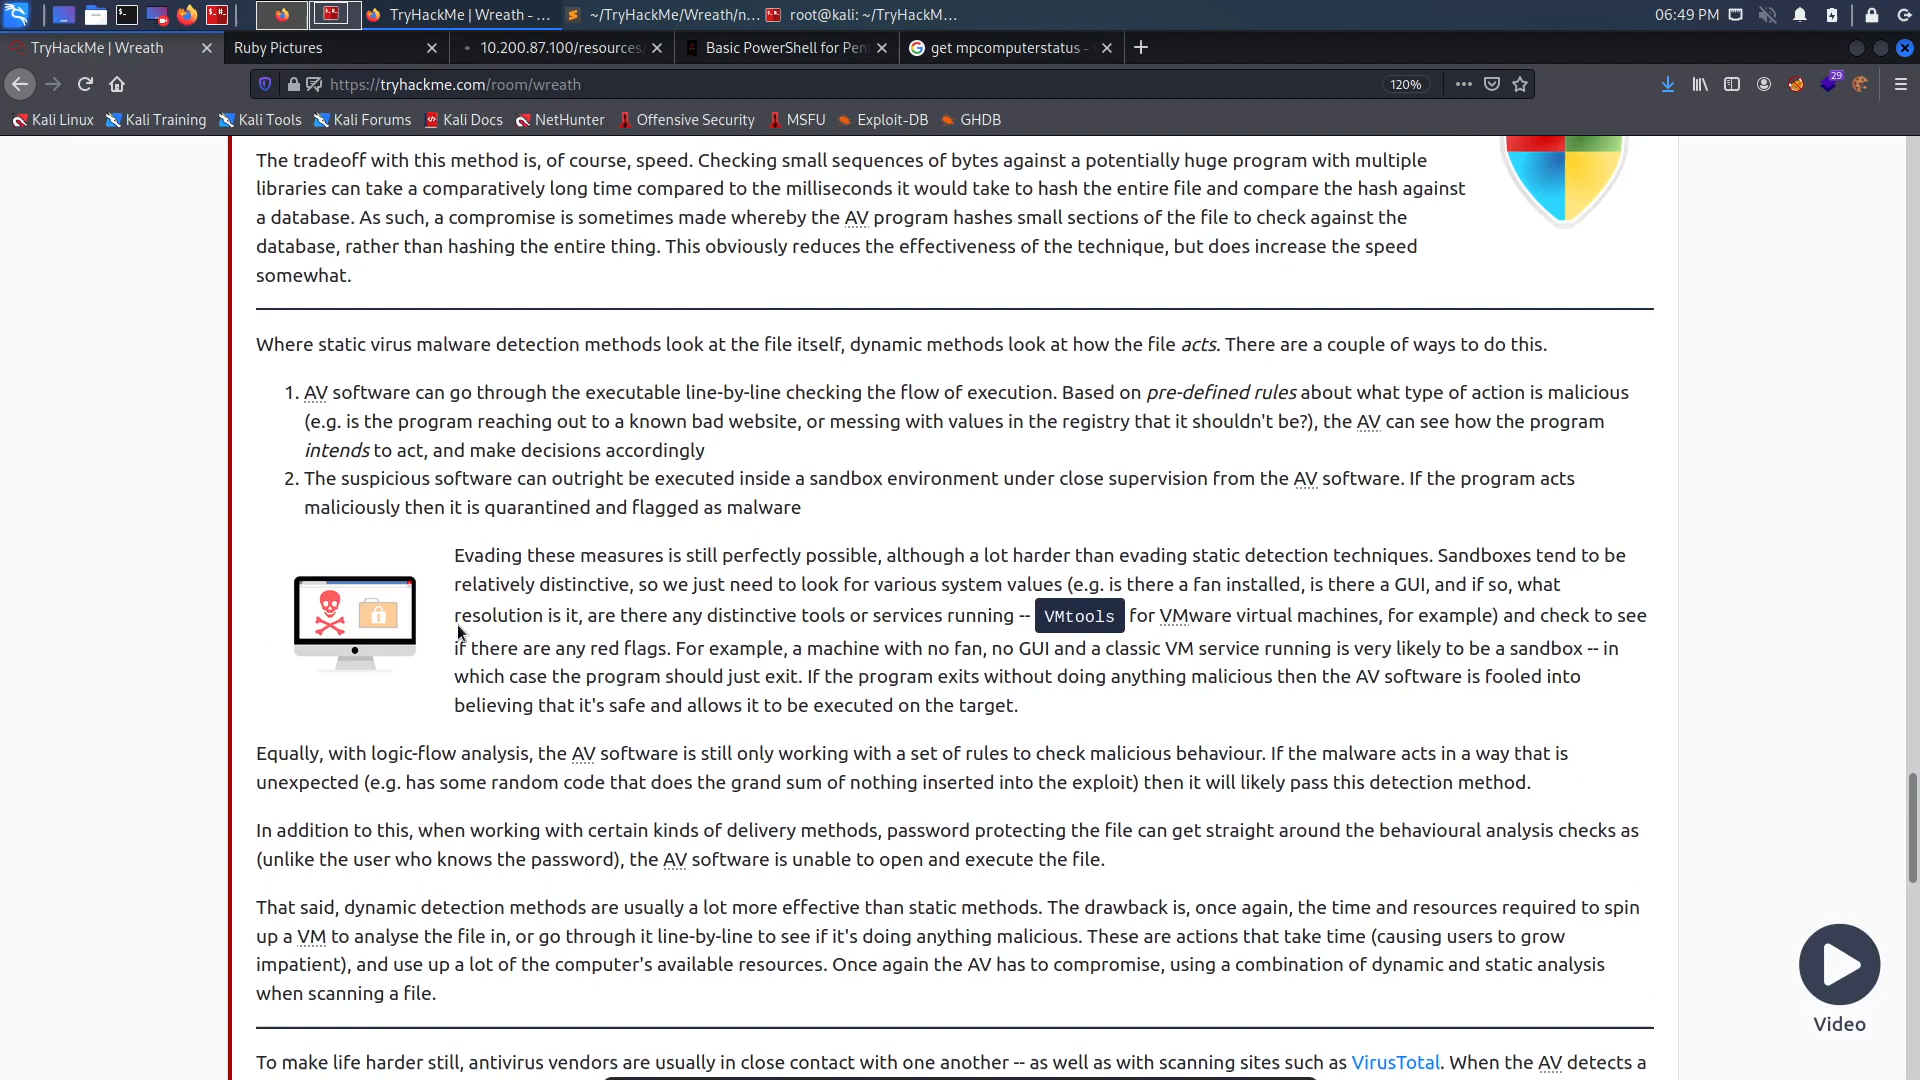 TryHackMe | Wreath - ...
~/TryHackMe/Wreath/n...
root@kali: ~/TryHackM...
06:49 PM
TryHackMe | Wreath
Ruby Pictures
10.200.87.100/resources
Basic PowerShell for Pen
get mpcomputerstatus -
https://tryhackme.com/room/wreath
120%
29
Kali Linux
Kali Training
Kali Tools
Kali Forums
Kali Docs
NetHunter
Offensive Security
MSFU
Exploit-DB
GHDB
The tradeoff with this method is, of course, speed. Checking small sequences of bytes against a potentially huge program with multiple
libraries can take a comparatively long time compared to the milliseconds it would take to hash the entire file and compare the hash against
a database. As such, a compromise is sometimes made whereby the AV program hashes small sections of the file to check against the
database, rather than hashing the entire thing. This obviously reduces the effectiveness of the technique, but does increase the speed
somewhat.
Where static virus malware detection methods look at the file itself, dynamic methods look at how the file acts. There are a couple of ways to do this.
1. AV software can go through the executable line-by-line checking the flow of execution. Based on pre-defined rules about what type of action is malicious
(e.g. is the program reaching out to a known bad website, or messing with values in the registry that it shouldn't be?), the AV can see how the program
intends to act, and make decisions accordingly
2. The suspicious software can outright be executed inside a sandbox environment under close supervision from the AV software. If the program acts
maliciously then it is quarantined and flagged as malware
Evading these measures is still perfectly possible, although a lot harder than evading static detection techniques. Sandboxes tend to be
relatively distinctive, so we just need to look for various system values (e.g. is there a fan installed, is there a GUI, and if so, what
resolution is it, are there any distinctive tools or services running -- VMtools for VMware virtual machines, for example) and check to see
if there are any red flags. For example, a machine with no fan, no GUI and a classic VM service running is very likely to be a sandbox -- in
which case the program should just exit. If the program exits without doing anything malicious then the AV software is fooled into
believing that it's safe and allows it to be executed on the target.
Equally, with logic-flow analysis, the AV software is still only working with a set of rules to check malicious behaviour. If the malware acts in a way that is
unexpected (e.g. has some random code that does the grand sum of nothing inserted into the exploit) then it will likely pass this detection method.
In addition to this, when working with certain kinds of delivery methods, password protecting the file can get straight around the behavioural analysis checks as
(unlike the user who knows the password), the AV software is unable to open and execute the file.
That said, dynamic detection methods are usually a lot more effective than static methods. The drawback is, once again, the time and resources required to spin
up a VM to analyse the file in, or go through it line-by-line to see if it's doing anything malicious. These are actions that take time (causing users to grow
impatient), and use up a lot of the computer's available resources. Once again the AV has to compromise, using a combination of dynamic and static analysis
when scanning a file.
Video
To make life harder still, antivirus vendors are usually in close contact with one another -- as well as with scanning sites such as VirusTotal. When the AV detects a